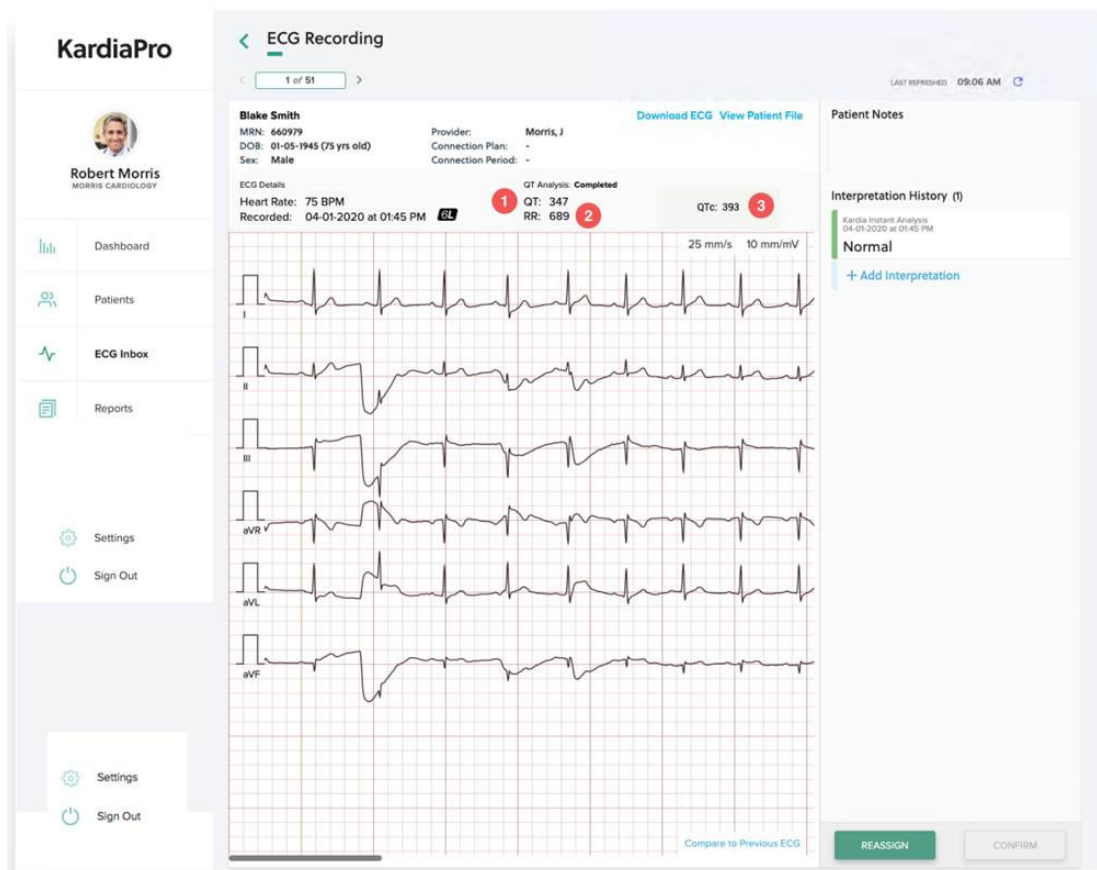 KardiaPro
Robert Morris
MORRIS CARDIOLOGY
Dashboard
Patients
ECG Inbox
Reports
Settings
Sign Out
Settings
Sign Out
ECG Recording
1 of 51
LAST REFRESHED 09:06 AM
Blake Smith
Download ECG View Patient File
MRN: 660979
Provider: Morris, J
DOB: 01-05-1945 (75 yrs old)
Connection Plan: -
Sex: Male
Connection Period: -
ECG Details
QT Analysis: Completed
Heart Rate: 75 BPM
1 QT: 347
QTc: 393 3
Recorded: 04-01-2020 at 01:45 PM 6L
RR: 689 2
25 mm/s 10 mm/mV
I
II
III
aVR
aVL
aVF
Compare to Previous ECG
Patient Notes
Interpretation History (1)
Kardia Instant Analysis
04-01-2020 at 01:45 PM
Normal
+ Add Interpretation
REASSIGN
CONFIRM